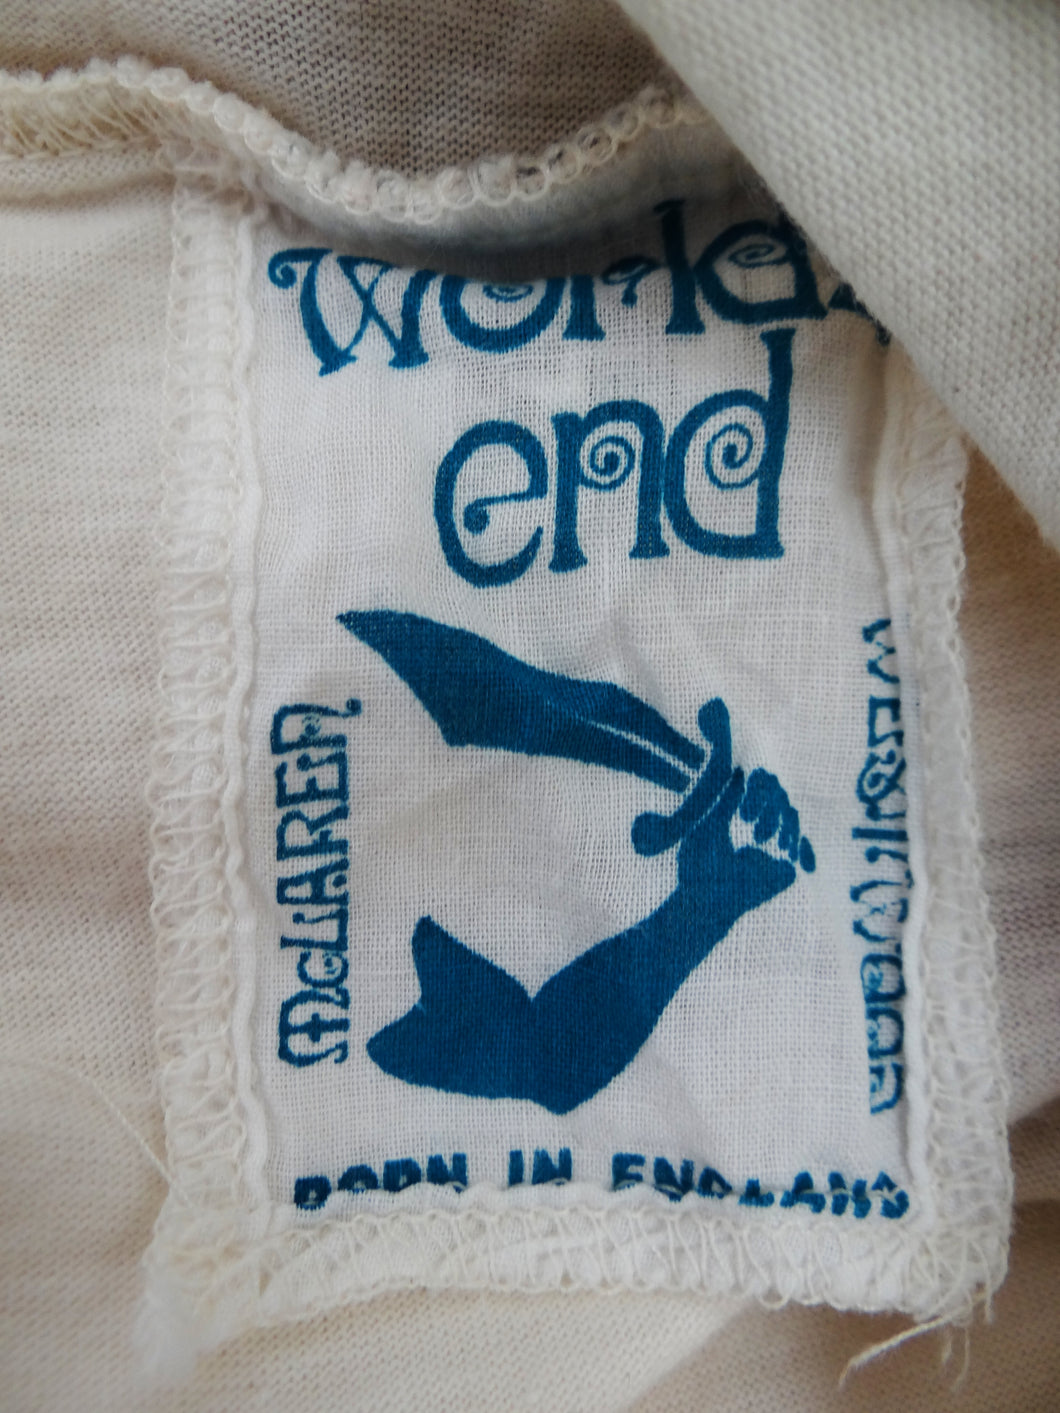 Worlds
end
McLAREN
WESTWOOD
BORN IN ENGLAND